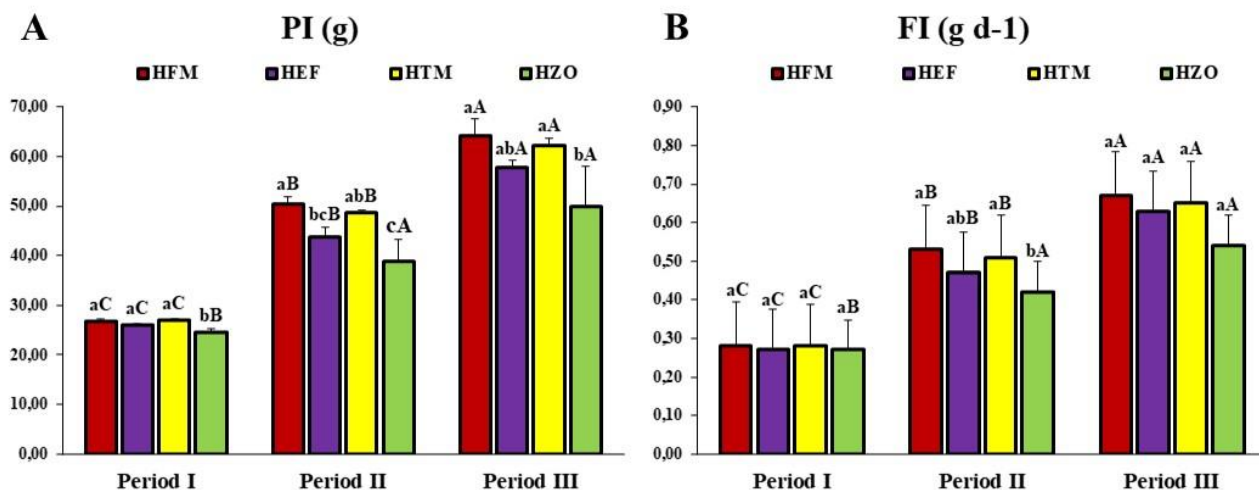 A PI (g)
HFM HEF HTM HZO
70,00
60,00
50,00
40,00
30,00
20,00
10,00
0,00
aC aC aC bB
aB bcB abB cA
aA abA aA bA
Period I Period II Period III
B FI (g d-1)
HFM HEF HTM HZO
0,90
0,80
0,70
0,60
0,50
0,40
0,30
0,20
0,10
0,00
aC aC aC aB
aB abB aB bA
aA aA aA aA
Period I Period II Period III